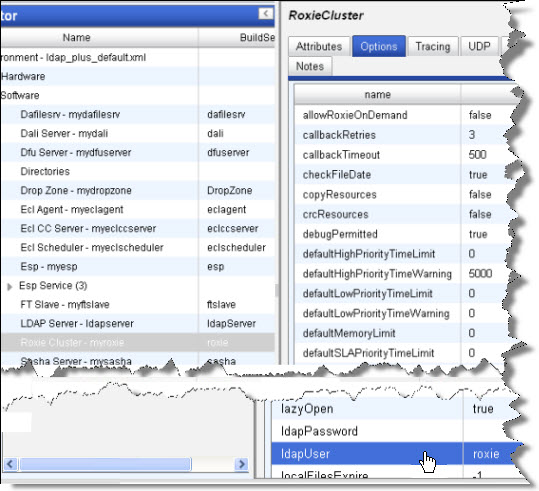 tor
Name BuildSe
ronment - ldap_plus_default.xml
Hardware
Software
Dafilesrv - mydafilesrv dafilesrv
Dali Server - mydali dali
Dfu Server - mydfuserver dfuserver
Directories
Drop Zone - mydropzone DropZone
Ecl Agent - myeclagent eclagent
Ecl CC Server - myeclccserver eclccserver
Ecl Scheduler - myeclscheduler eclscheduler
Esp - myesp esp
Esp Service (3)
FT Slave - myftslave ftslave
LDAP Server - ldapserver ldapServer
Roxie Cluster - myroxie roxie
Sasha Server - mysasha sasha
RoxieCluster
Attributes Options Tracing UDP
Notes
name
allowRoxieOnDemand false
callbackRetries 3
callbackTimeout 500
checkFileDate true
copyResources false
crcResources false
debugPermitted true
defaultHighPriorityTimeLimit 0
defaultHighPriorityTimeWarning 5000
defaultLowPriorityTimeLimit 0
defaultLowPriorityTimeWarning 0
defaultMemoryLimit 0
defaultSLAPriorityTimeLimit 0
lazyOpen true
ldapPassword
ldapUser roxie
localFilesExpire -1